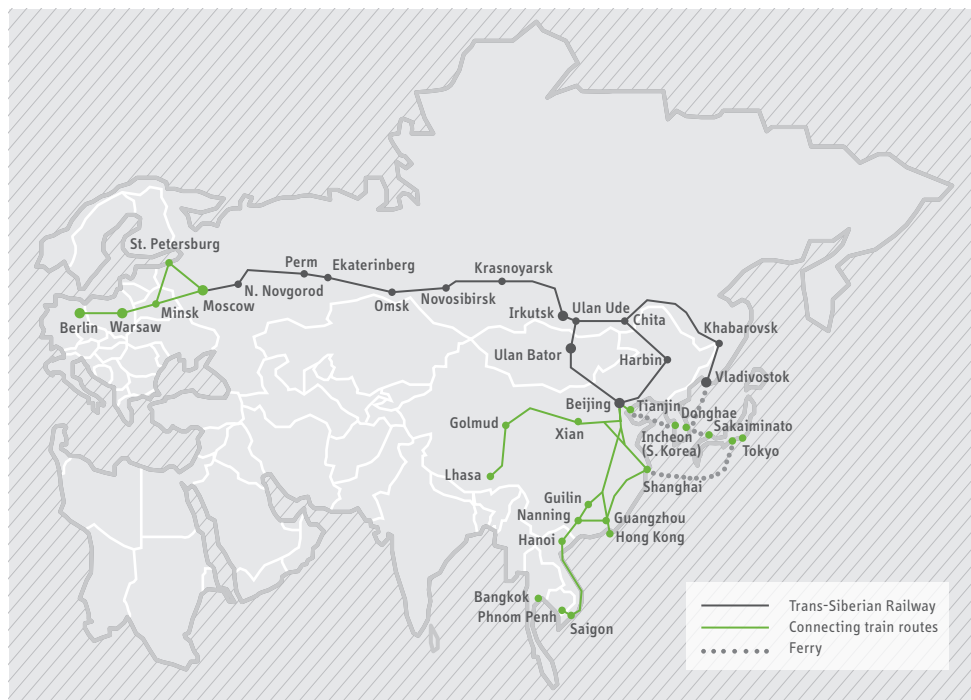 St. Petersburg
Perm
Ekaterinberg
Krasnoyarsk
N. Novgorod
Moscow
Omsk
Novosibirsk
Minsk
Berlin
Warsaw
Irkutsk
Ulan Ude
Chita
Khabarovsk
Ulan Bator
Harbin
Vladivostok
Beijing
Tianjin
Donghae
Sakaiminato
Golmud
Xian
Incheon
(S. Korea)
Tokyo
Lhasa
Shanghai
Guilin
Nanning
Guangzhou
Hanoi
Hong Kong
Bangkok
Phnom Penh
Saigon
Trans-Siberian Railway
Connecting train routes
Ferry